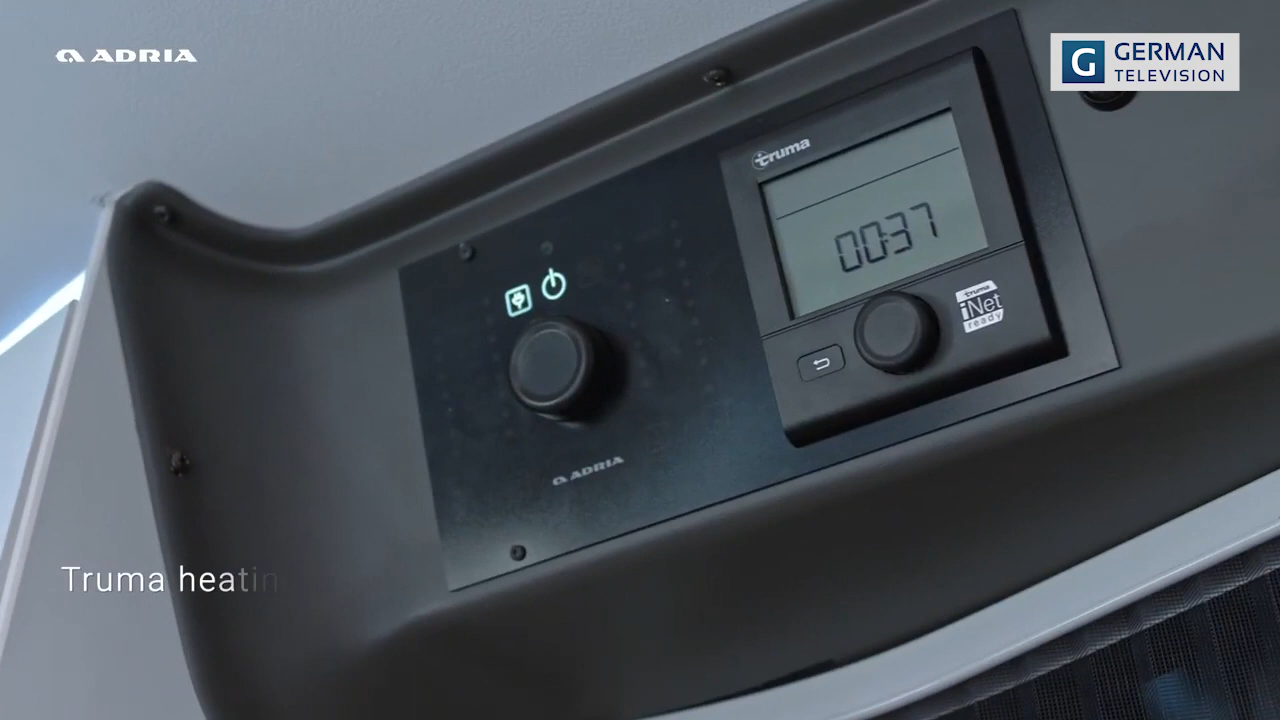 ADRIA
G GERMAN
TELEVISION
truma
00:37
truma
iNet
ready
ADRIA
Truma heatin